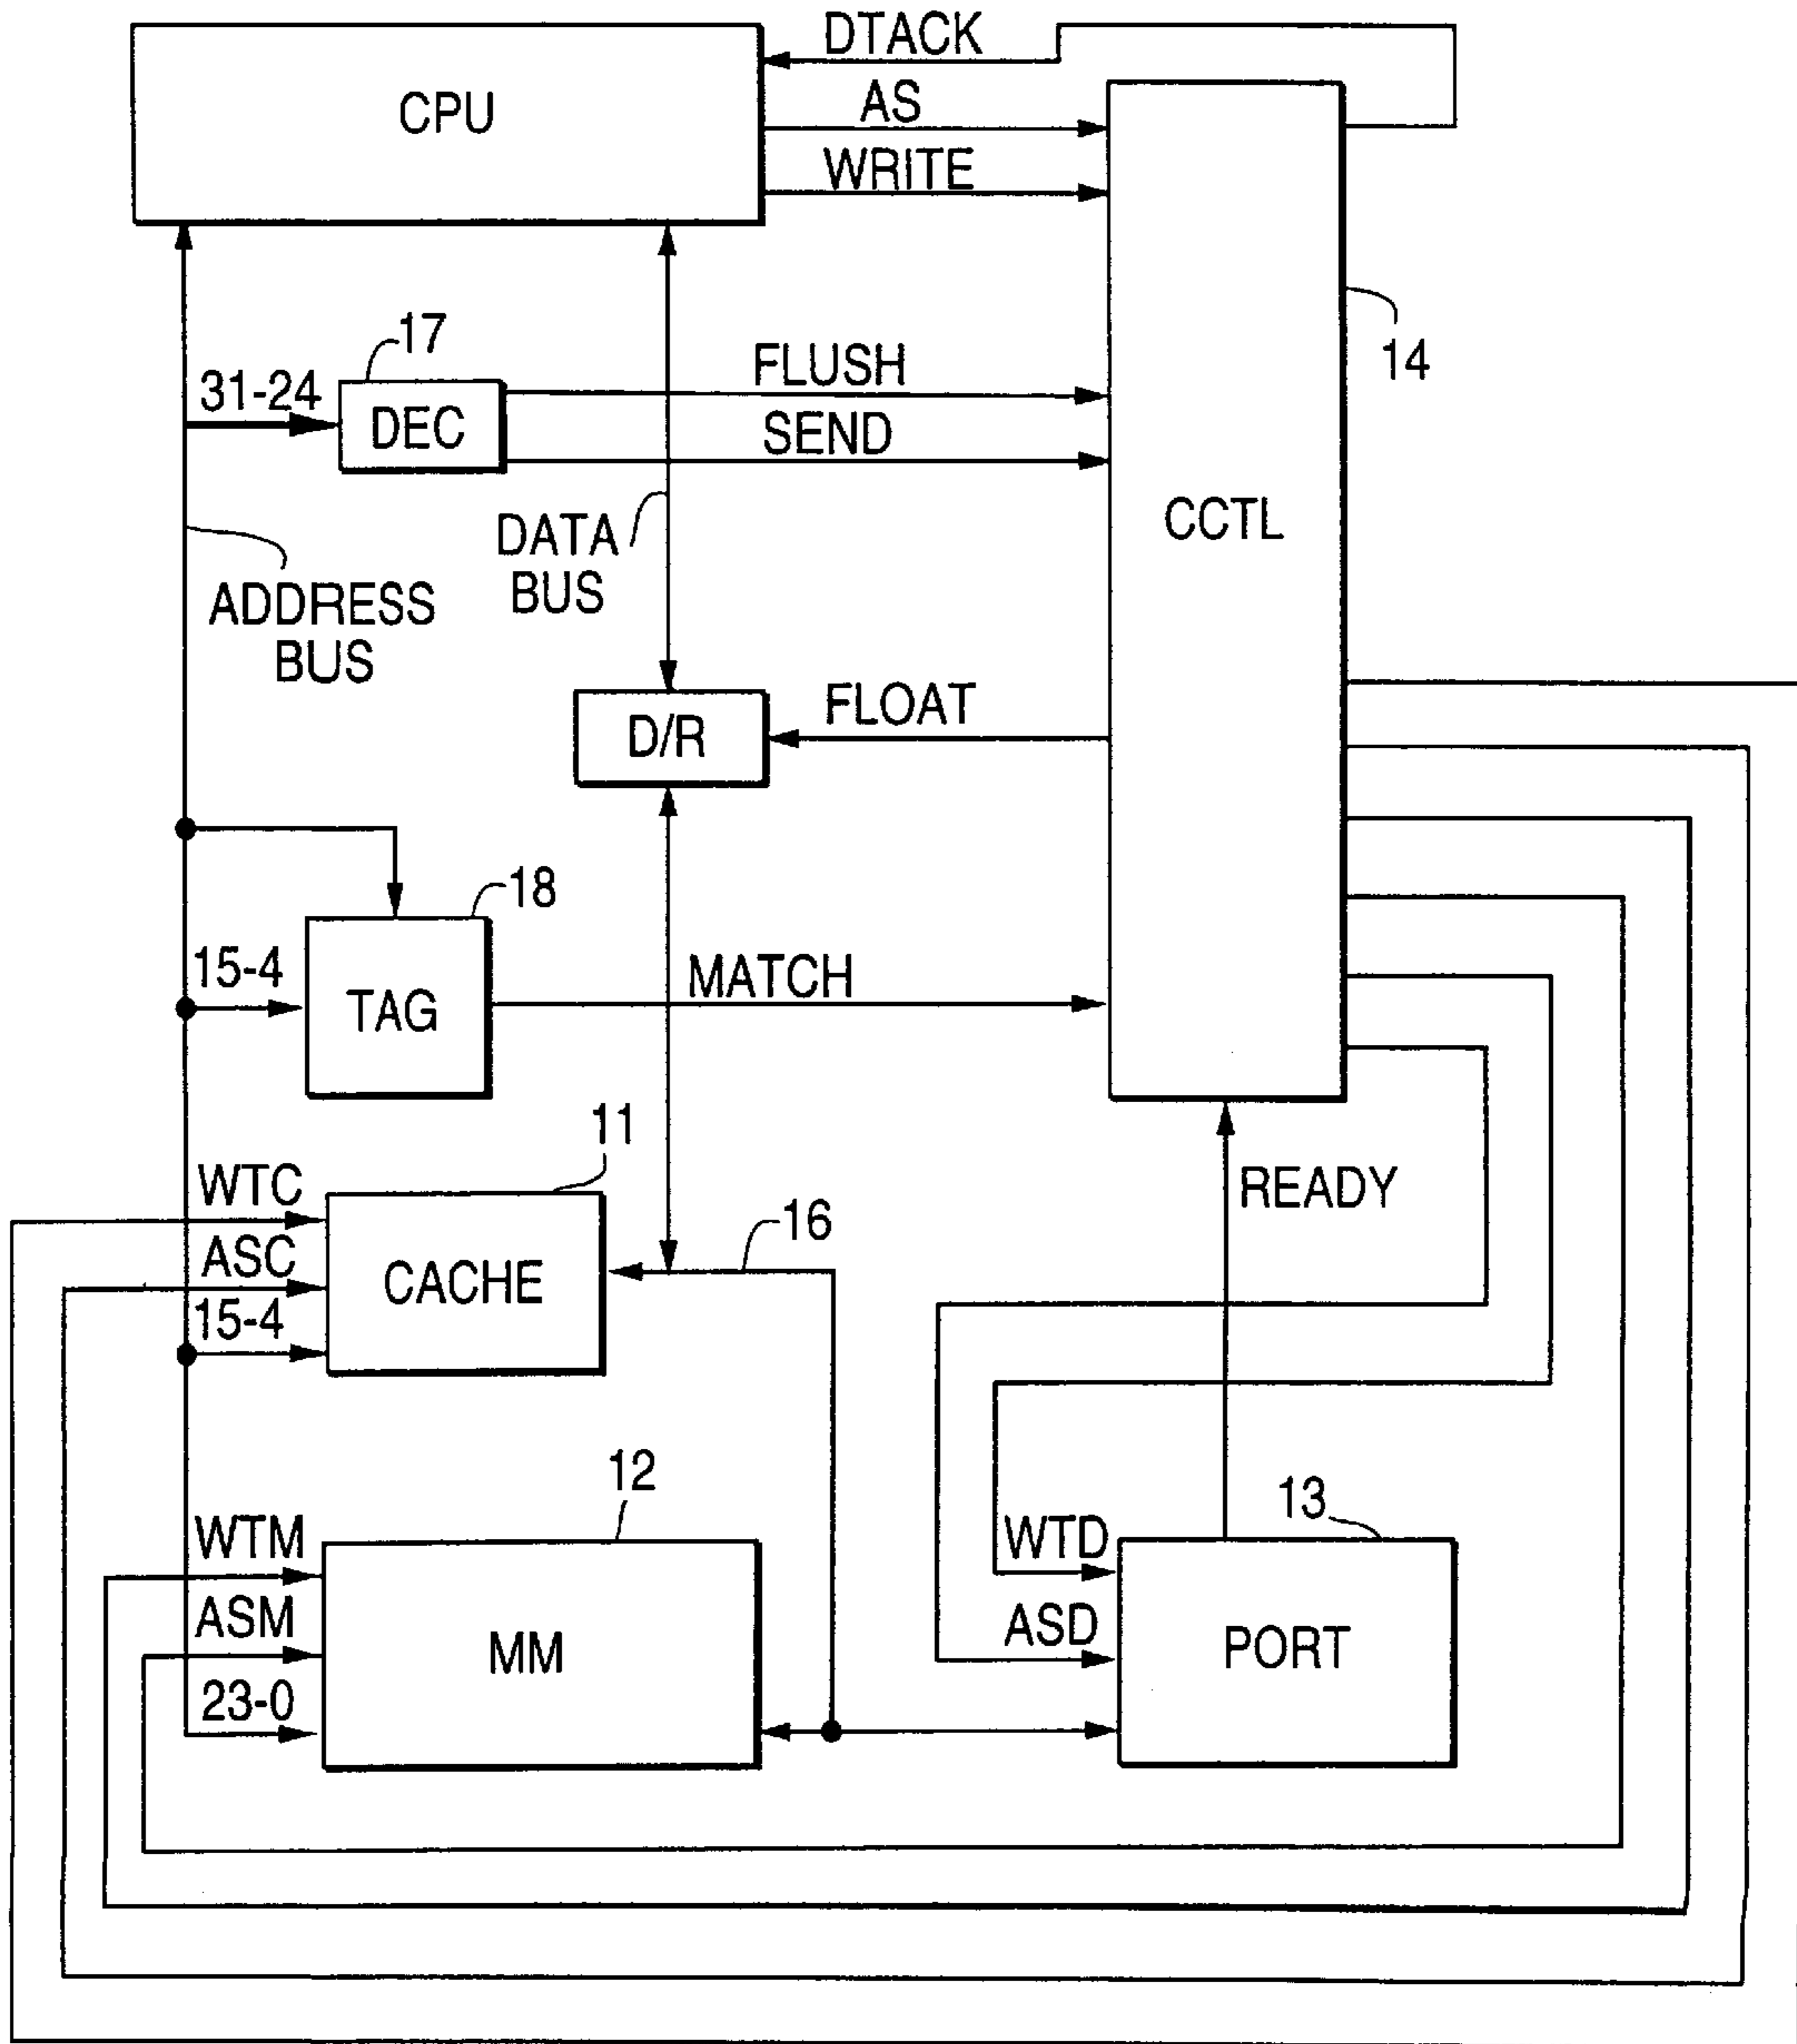 DTACK
CPU
AS
WRITE
17
FLUSH
14
31-24
DEC
SEND
CCTL
DATA
BUS
ADDRESS
BUS
FLOAT
D/R
18
15-4
MATCH
TAG
11
WTC
READY
16
ASC
CACHE
15-4
12
13
WTM
WTD
ASM
MM
ASD
PORT
23-0